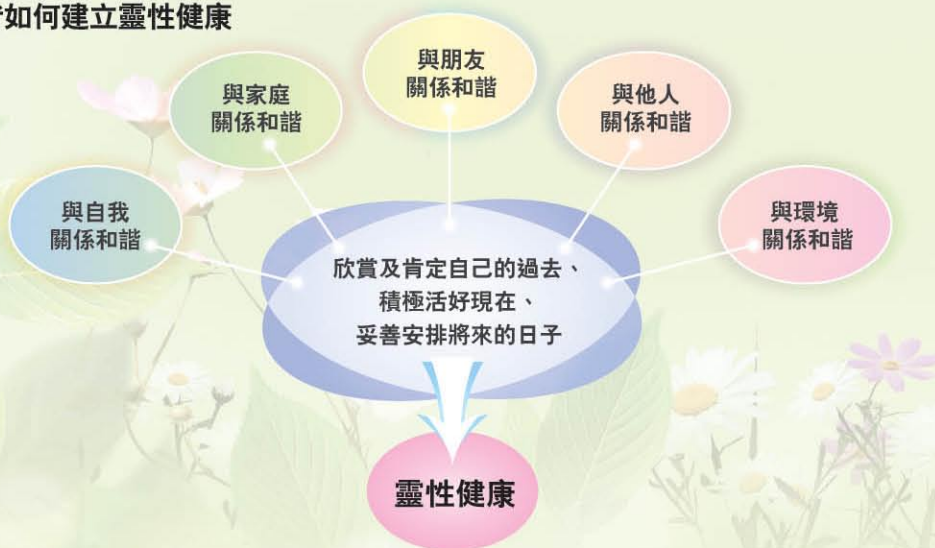 如何建立靈性健康
與朋友
關係和諧
與家庭
關係和諧
與他人
關係和諧
與自我
關係和諧
與環境
關係和諧
欣賞及肯定自己的過去、
積極活好現在、
妥善安排將來的日子
靈性健康